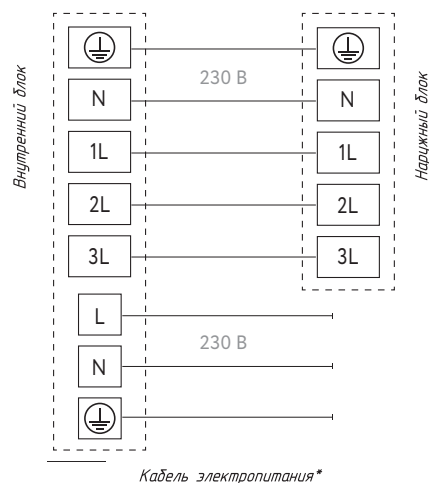 Внутренний блок
Наружный блок
230 В
N N
1L 1L
2L 2L
3L 3L
L
230 В
N
Кабель электропитания*